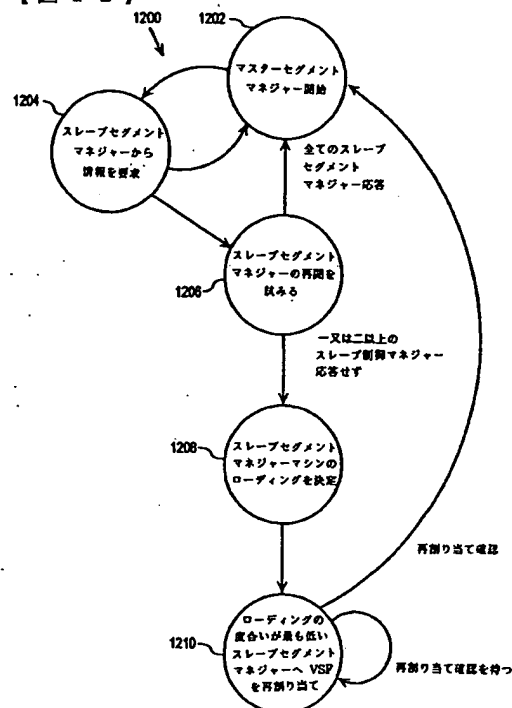 1200
1202
マスターセグメント
マネジャー開始
1204
スレーブセグメント
マネジャーから
情報を要求
全てのスレーブ
セグメント
マネジャー応答
スレーブセグメント
マネジャーの再開を
試みる
1206
一又は二以上の
スレーブ制御マネジャー
応答せず
1208
スレーブセグメント
マネジャーマシンの
ローディングを決定
再割り当て確認
1210
ローディングの
度合いが最も低い
スレーブセグメント
マネジャーへ VSF
を再割り当て
再割り当て確認を待つ